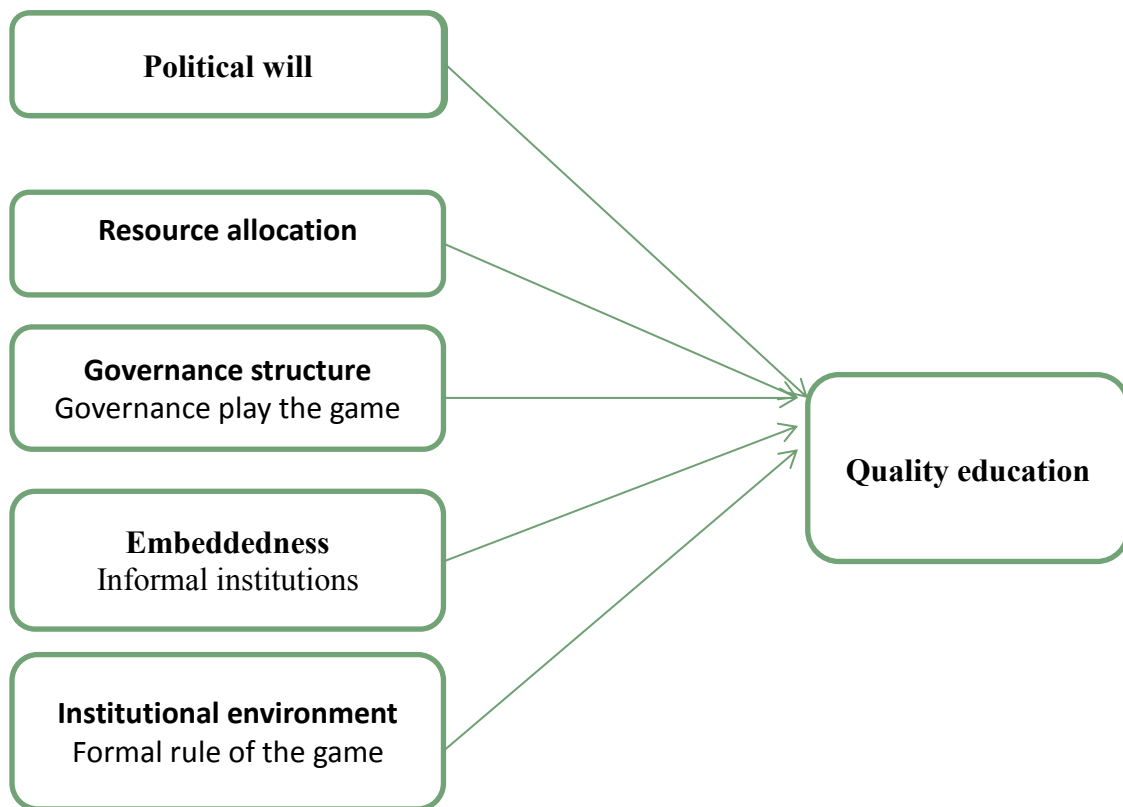 Political will
Resource allocation
Governance structure
Governance play the game
Quality education
Embeddedness
Informal institutions
Institutional environment
Formal rule of the game